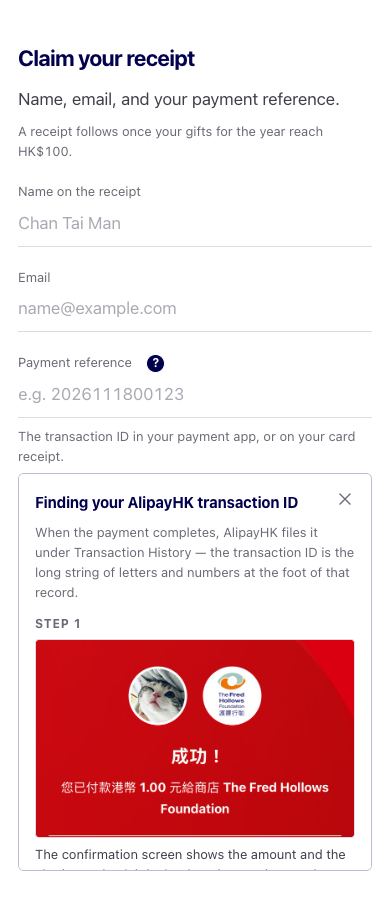 Claim your receipt
Name, email, and your payment reference.
A receipt follows once your gifts for the year reach
HK$100.
Name on the receipt
Chan Tai Man
Email
name@example.com
Payment reference ?
e.g. 2026111800123
The transaction ID in your payment app, or on your card
receipt.
Finding your AlipayHK transaction ID
When the payment completes, AlipayHK files it
under Transaction History — the transaction ID is the
long string of letters and numbers at the foot of that
record.
STEP 1
The Fred
Hollows
Foundation
成功！
您已付款港幣 1.00 元給商店 The Fred Hollows
Foundation
The confirmation screen shows the amount and the